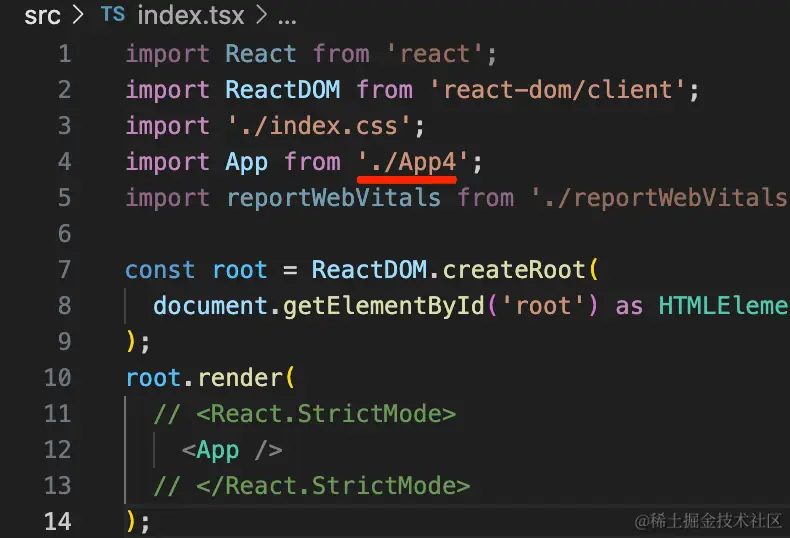 src > TS index.tsx > ...
1 import React from 'react';
2 import ReactDOM from 'react-dom/client';
3 import './index.css';
4 import App from './App4';
5 import reportWebVitals from './reportWebVitals
6
7 const root = ReactDOM.createRoot(
8   document.getElementById('root') as HTMLEleme
9 );
10 root.render(
11   // <React.StrictMode>
12     <App />
13   // </React.StrictMode>
14 );
@稀土掘金技术社区